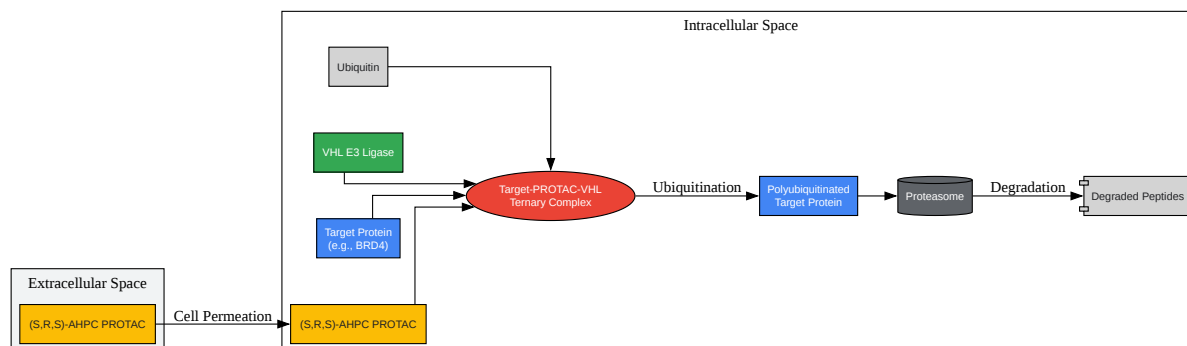 Intracellular Space
Ubiquitin
VHL E3 Ligase
Target-PROTAC-VHL
Ternary Complex
Ubiquitination
Polyubiquitinated
Target Protein
Proteasome
Degradation
Degraded Peptides
Target Protein
(e.g., BRD4)
Extracellular Space
(S,R,S)-AHPC PROTAC
Cell Permeation
(S,R,S)-AHPC PROTAC